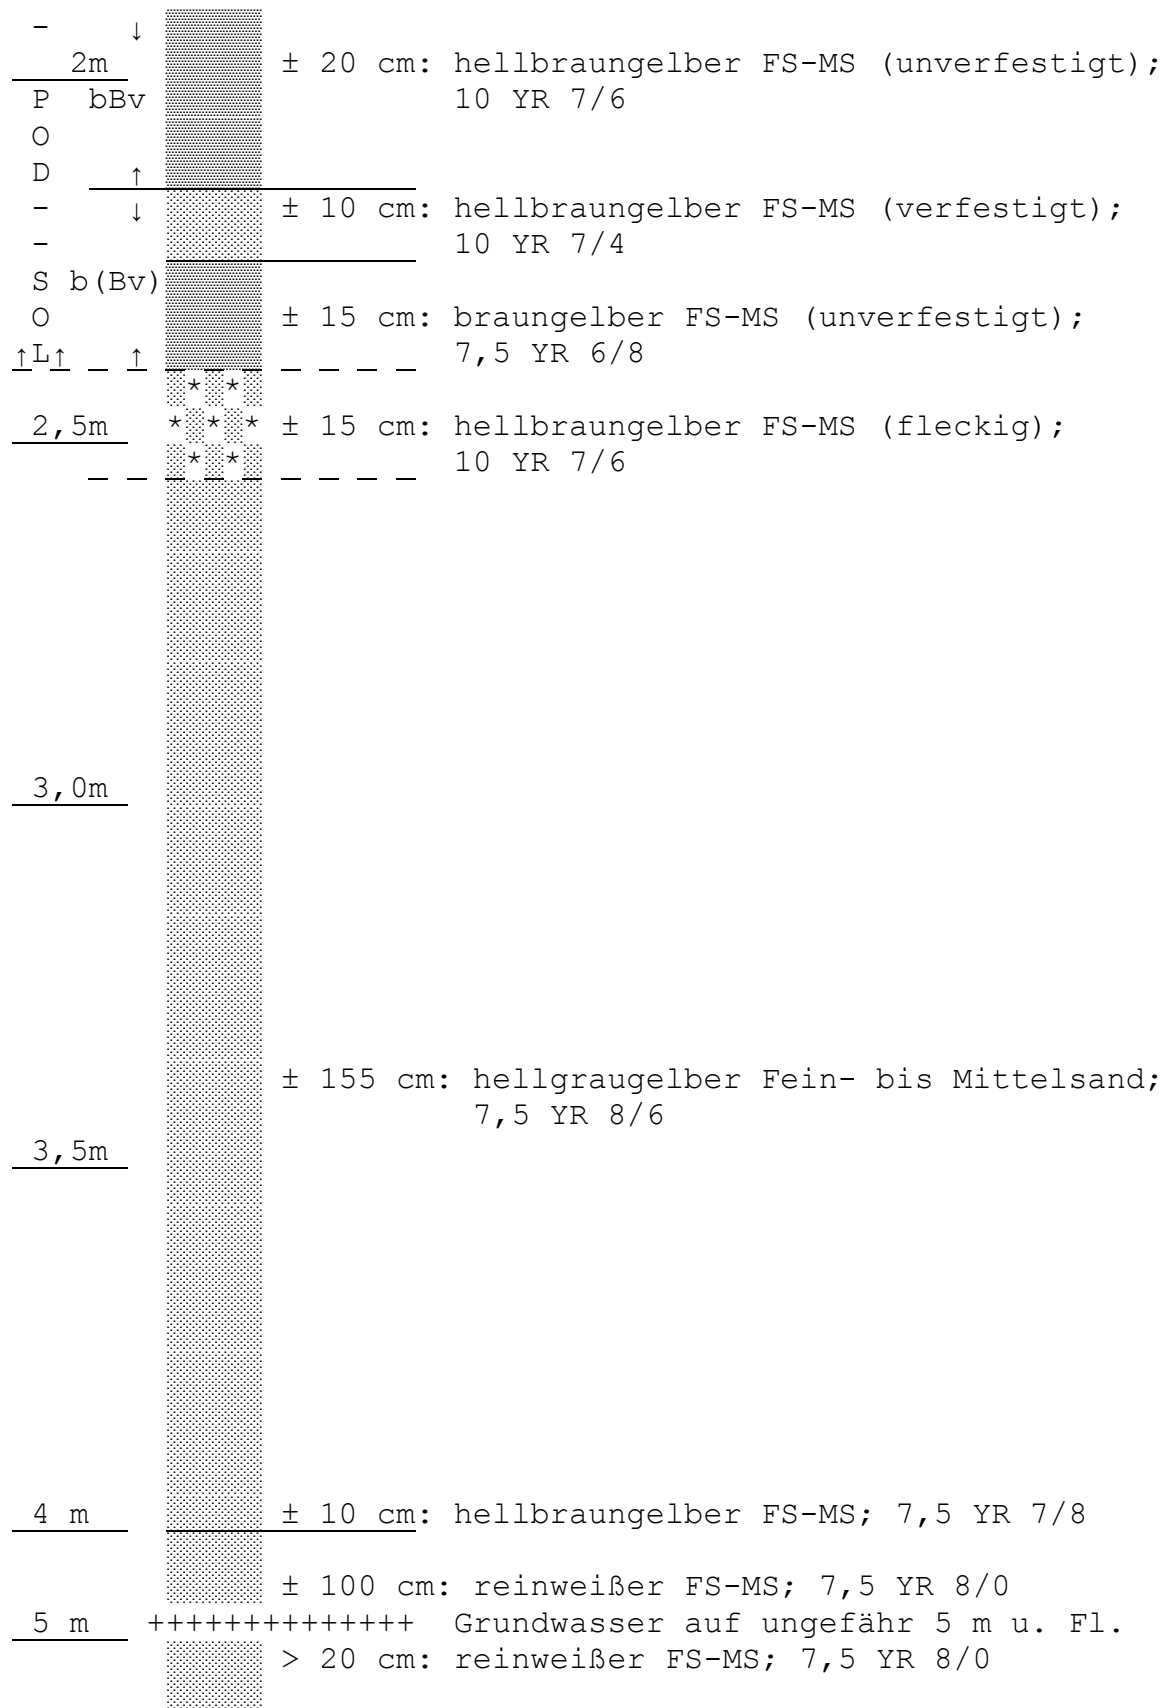 - ↓
2m ± 20 cm: hellbraungelber FS-MS (unverfestigt);
P bBv 10 YR 7/6
O
D ↑
- ↓ ± 10 cm: hellbraungelber FS-MS (verfestigt);
- 10 YR 7/4
S b(Bv)
O ± 15 cm: braungelber FS-MS (unverfestigt);
↑L↑ ↑ 7,5 YR 6/8
* *
2,5m * * * ± 15 cm: hellbraungelber FS-MS (fleckig);
* * 10 YR 7/6
3,0m
± 155 cm: hellgraugelber Fein- bis Mittelsand;
7,5 YR 8/6
3,5m
4 m ± 10 cm: hellbraungelber FS-MS; 7,5 YR 7/8
± 100 cm: reinweißer FS-MS; 7,5 YR 8/0
5 m ++++++++++++++ Grundwasser auf ungefähr 5 m u. Fl.
> 20 cm: reinweißer FS-MS; 7,5 YR 8/0